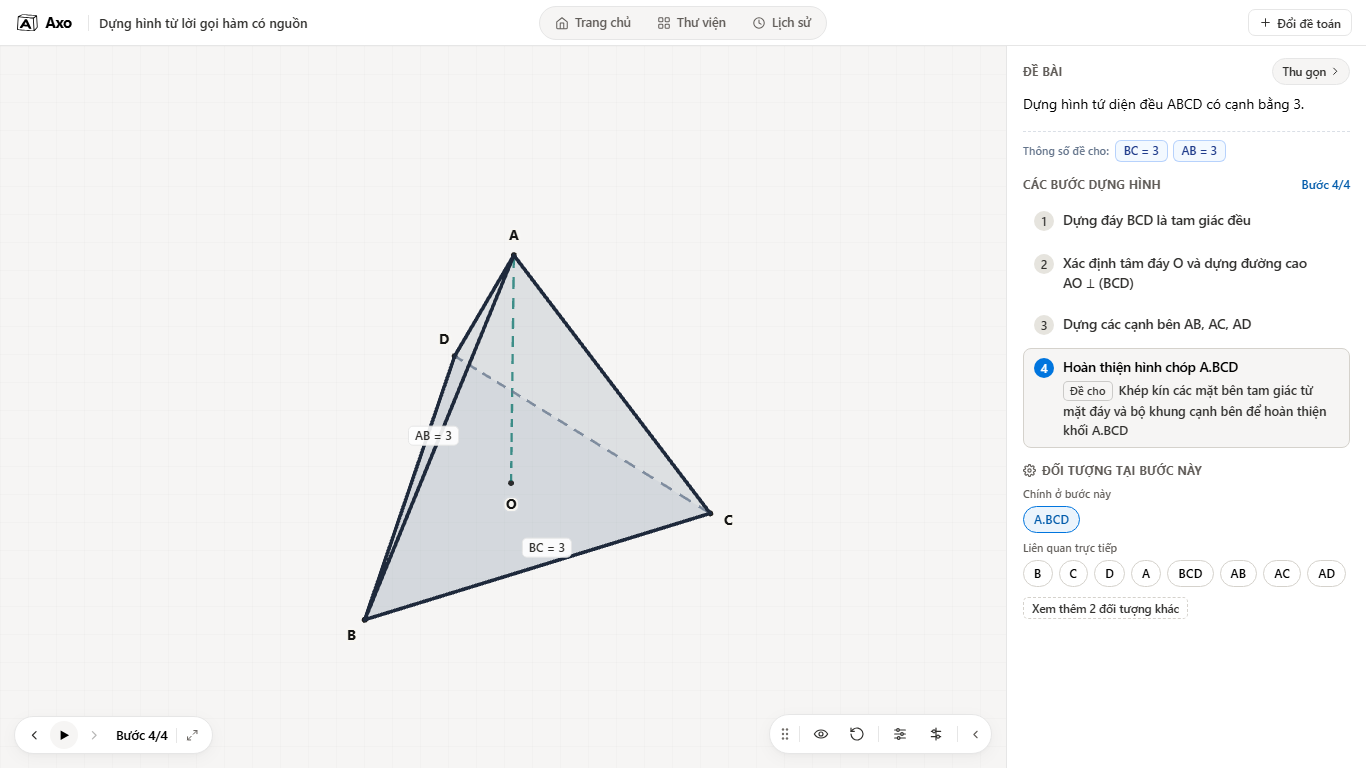 Axo
Dựng hình từ lời gọi hàm có nguồn
Trang chủ
Thư viện
Lịch sử
Đổi đề toán
ĐỀ BÀI
Thu gọn
Dựng hình tứ diện đều ABCD có cạnh bằng 3.
Thông số đề cho:
BC = 3
AB = 3
CÁC BƯỚC DỰNG HÌNH
Bước 4/4
1
Dựng đáy BCD là tam giác đều
2
Xác định tâm đáy O và dựng đường cao
AO ⊥ (BCD)
3
Dựng các cạnh bên AB, AC, AD
4
Hoàn thiện hình chóp A.BCD
Đề cho Khép kín các mặt bên tam giác từ
mặt đáy và bộ khung cạnh bên để hoàn thiện
khối A.BCD
ĐỐI TƯỢNG TẠI BƯỚC NÀY
Chính ở bước này
A.BCD
Liên quan trực tiếp
B
C
D
A
BCD
AB
AC
AD
Xem thêm 2 đối tượng khác
A
D
AB = 3
O
C
BC = 3
B
Bước 4/4